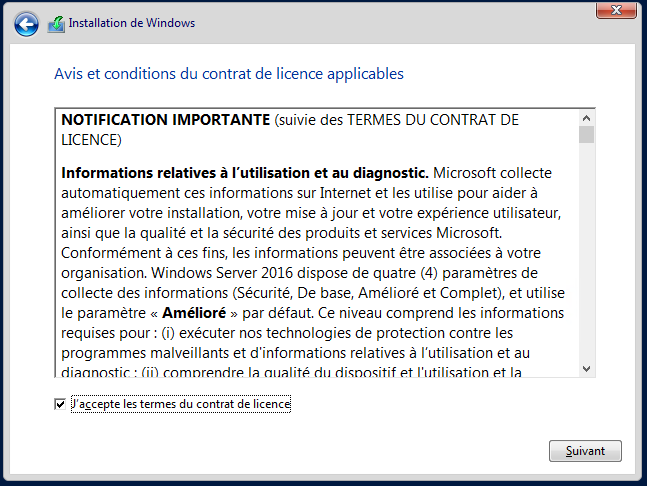 Installation de Windows
Avis et conditions du contrat de licence applicables
NOTIFICATION IMPORTANTE (suivie des TERMES DU CONTRAT DE
LICENCE)
Informations relatives à l'utilisation et au diagnostic. Microsoft collecte
automatiquement ces informations sur Internet et les utilise pour aider à
améliorer votre installation, votre mise à jour et votre expérience utilisateur,
ainsi que la qualité et la sécurité des produits et services Microsoft.
Conformément à ces fins, les informations peuvent être associées à votre
organisation. Windows Server 2016 dispose de quatre (4) paramètres de
collecte des informations (Sécurité, De base, Amélioré et Complet), et utilise
le paramètre « Amélioré » par défaut. Ce niveau comprend les informations
requises pour : (i) exécuter nos technologies de protection contre les
programmes malveillants et d'informations relatives à l'utilisation et au
diagnostic ; (ii) comprendre la qualité du dispositif et l'utilisation et la
J'accepte les termes du contrat de licence
Suivant